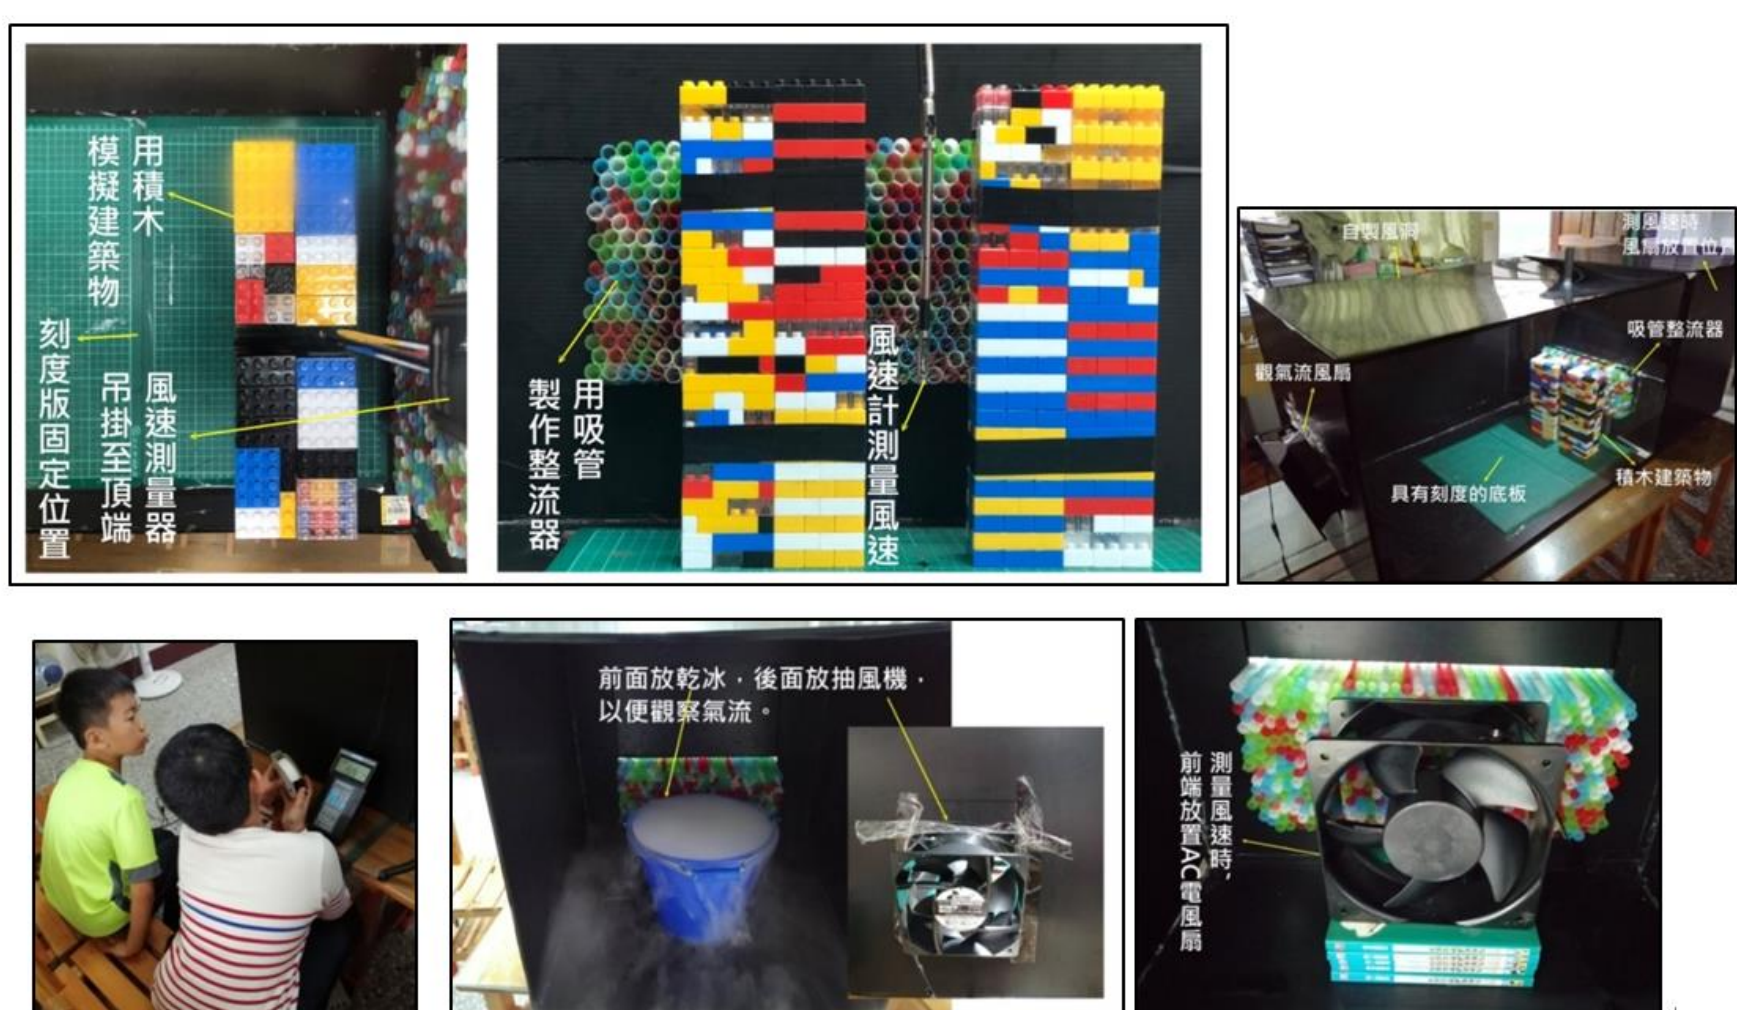 用積木
模擬建築物
刻度版固定位置
風速測量器
吊掛至頂端
用吸管
製作整流器
風速計測量風速
自製風洞
測風速時
風扇放置位置
吸管整流器
觀氣流風扇
積木建築物
具有刻度的底板
前面放乾冰，後面放抽風機，
以便觀察氣流。
測量風速時，
前端放置AC電風扇